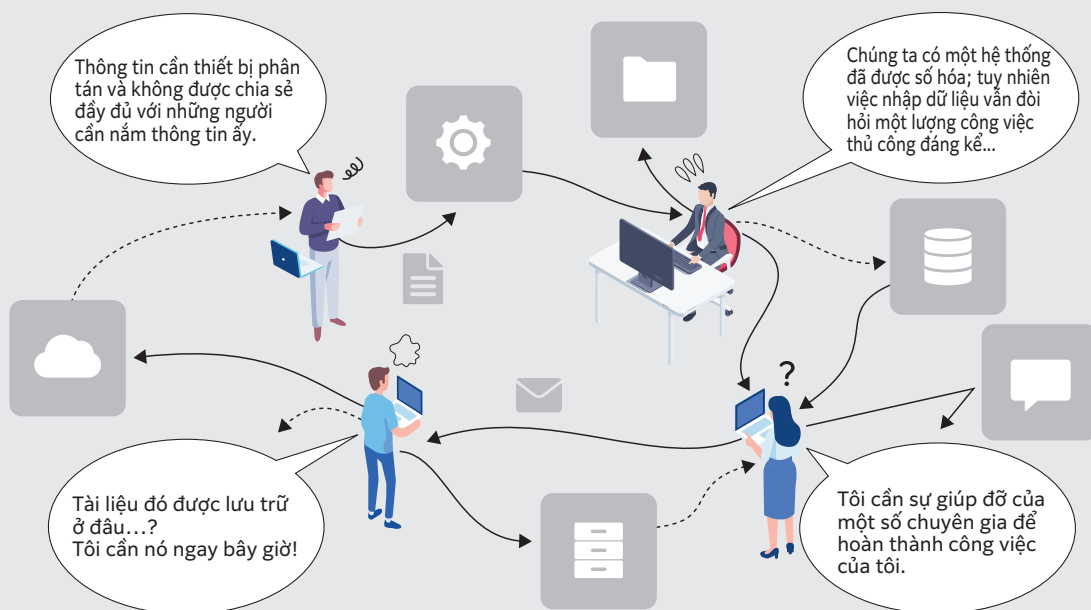 Thông tin cần thiết bị phân
tán và không được chia sẻ
đầy đủ với những người
cần nắm thông tin ấy.
Chúng ta có một hệ thống
đã được số hóa; tuy nhiên
việc nhập dữ liệu vẫn đòi
hỏi một lượng công việc
thủ công đáng kể...
?
Tài liệu đó được lưu trữ
ở đâu...?
Tôi cần nó ngay bây giờ!
Tôi cần sự giúp đỡ của
một số chuyên gia để
hoàn thành công việc
của tôi.